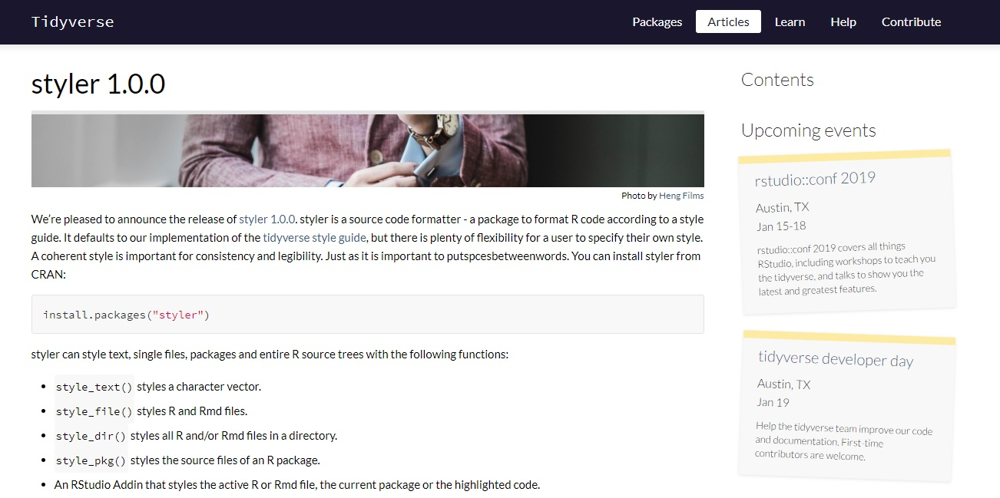 Tidyverse
Packages Articles Learn Help Contribute
styler 1.0.0
Photo by Heng Films
We’re pleased to announce the release of styler 1.0.0. styler is a source code formatter - a package to format R code according to a style
guide. It defaults to our implementation of the tidyverse style guide, but there is plenty of flexibility for a user to specify their own style.
A coherent style is important for consistency and legibility. Just as it is important to putspcesbetweenwords. You can install styler from
CRAN:
install.packages("styler")
styler can style text, single files, packages and entire R source trees with the following functions:
• style_text() styles a character vector.
• style_file() styles R and Rmd files.
• style_dir() styles all R and/or Rmd files in a directory.
• style_pkg() styles the source files of an R package.
• An RStudio Addin that styles the active R or Rmd file, the current package or the highlighted code.
Contents
Upcoming events
rstudio::conf 2019
Austin, TX
Jan 15-18
rstudio::conf 2019 covers all things
RStudio, including workshops to teach you
the tidyverse, and talks to show you the
latest and greatest features.
tidyverse developer day
Austin, TX
Jan 19
Help the tidyverse team improve our code
and documentation. First-time
contributors are welcome.